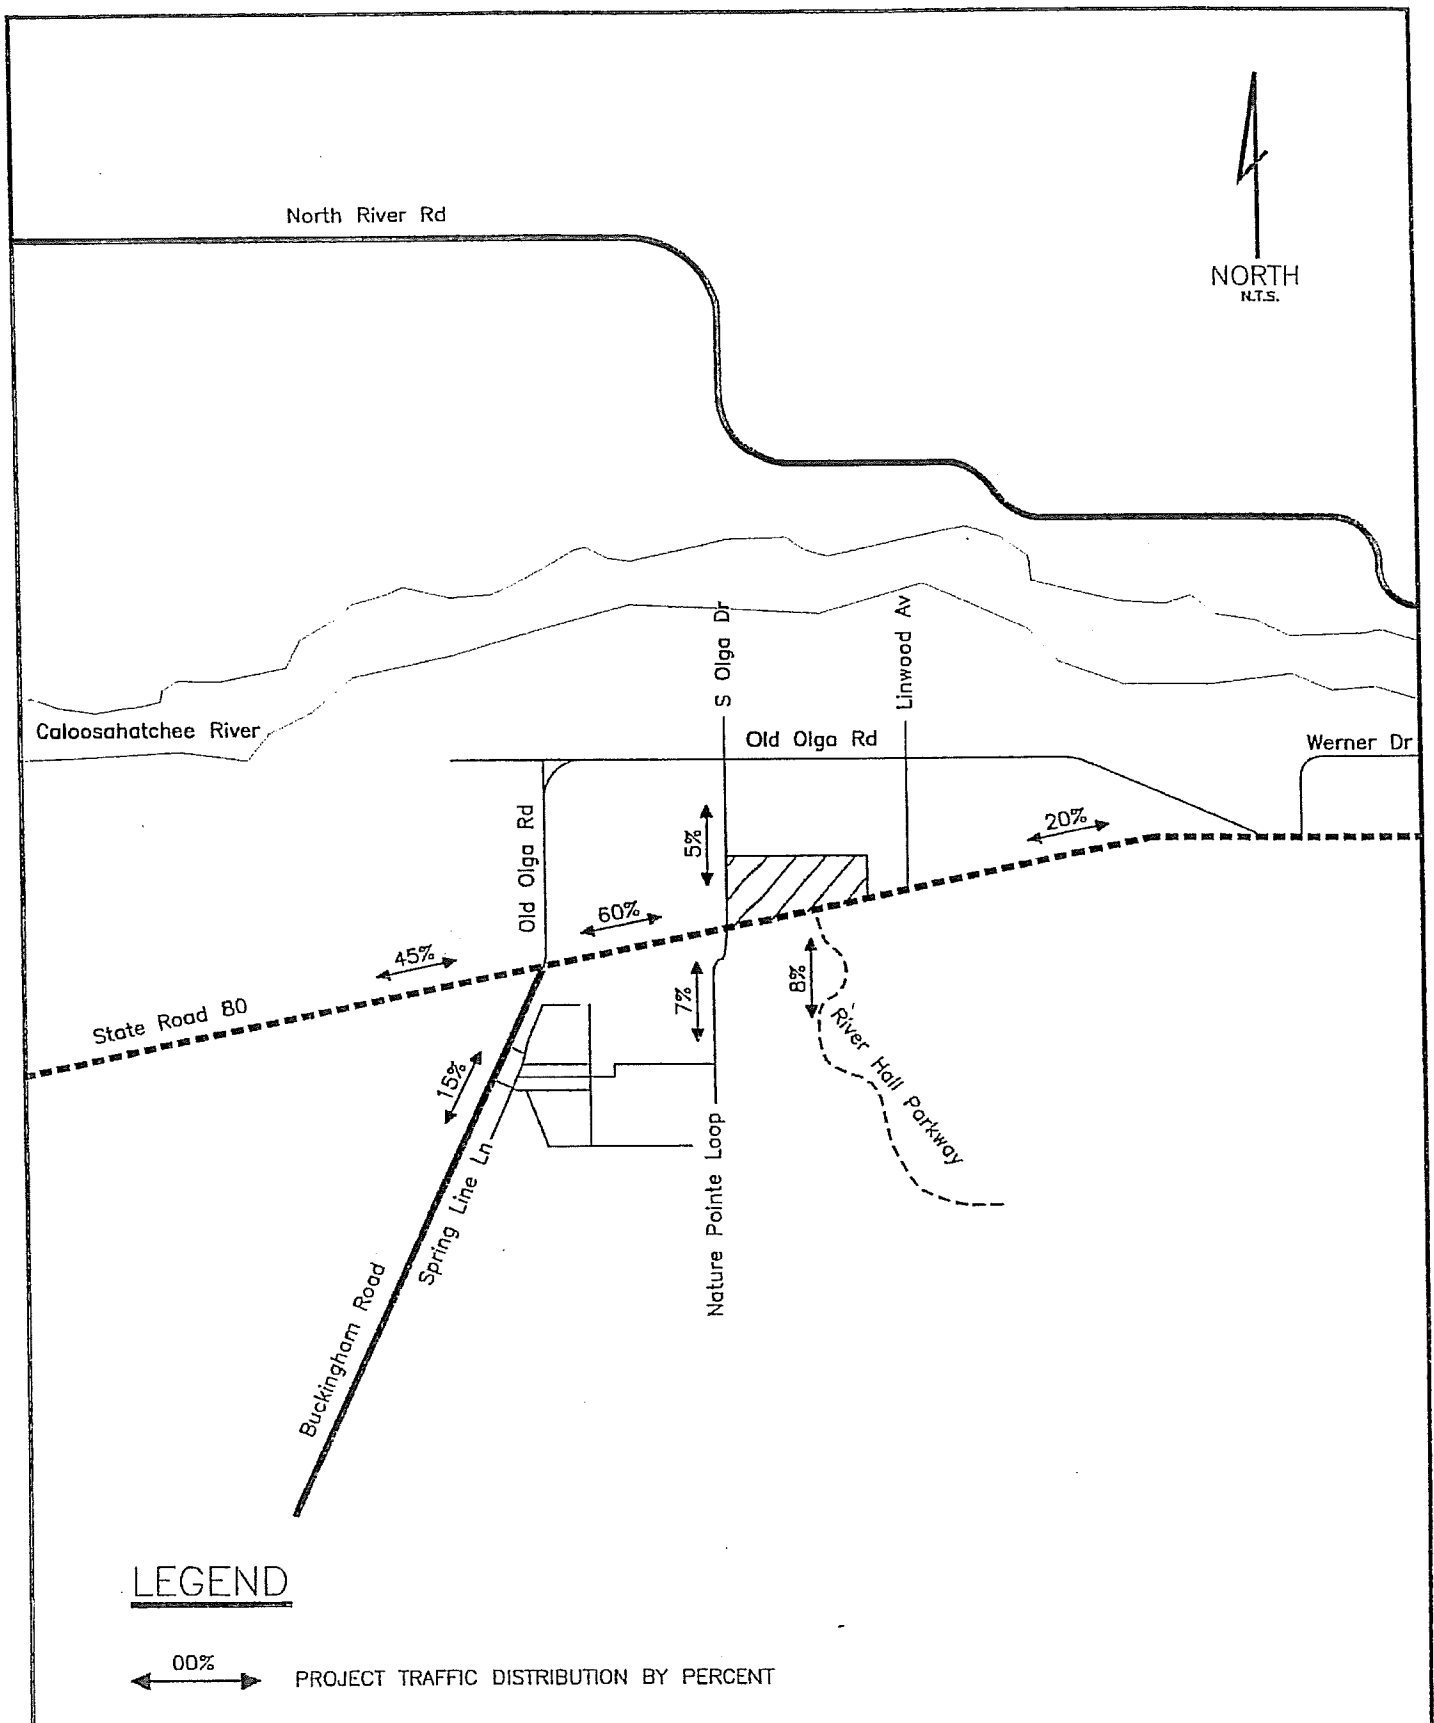 North River Rd
NORTH
N.T.S.
S Olga Dr
Linwood Av
Caloosahatchee River
Old Olga Rd
Werner Dr
Old Olga Rd
5%
20%
60%
45%
7%
8%
State Road 80
River Hall Parkway
15%
Spring Line Ln
Nature Pointe Loop
Buckingham Road
LEGEND
00%
PROJECT TRAFFIC DISTRIBUTION BY PERCENT